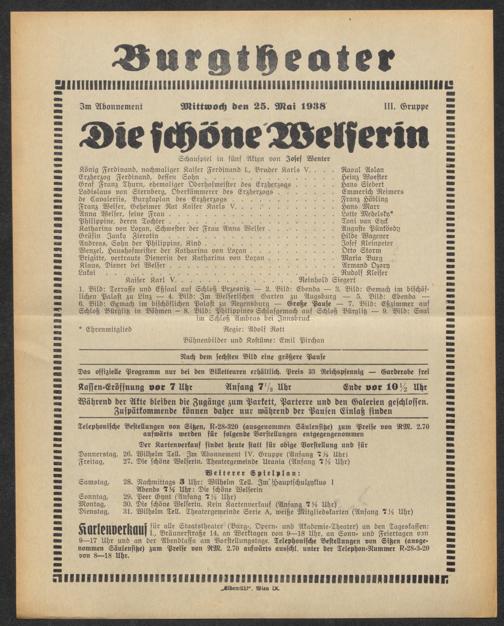 Burgtheater
Im Abonnement Mittwoch den 25. Mai 1938 III. Gruppe
Die schöne Welserin
Schauspiel in fünf Akten von Josef Wenter
König Ferdinand, nachmaliger Kaiser Ferdinand I., Bruder Karls V. . . . Raoul Aslan
Erzherzog Ferdinand, dessen Sohn . . . Heinz Woester
Graf Franz Thurn, ehemaliger Oberhofmeister des Erzherzogs . . . Hans Siebert
Ladislaus von Sternberg, Oberkämmerer des Erzherzogs . . . Emmerich Reimers
de Cavaleriis, Burgkaplan des Erzherzogs . . . Franz Höbling
Franz Welser, Geheimer Rat Kaiser Karls V. . . . Hans Marr
Anna Welser, seine Frau . . . Lotte Medelsky*
Philippine, deren Tochter . . . Toni van Eyck
Katharina von Loxan, Schwester der Frau Anna Welser . . . Auguste Pünkösdy
Gräfin Janka Fierotin . . . Hilde Wagener
Andreas, Sohn der Philippine, Kind . . . Josef Kleinpeter
Wenzel, Haushofmeister der Katharina von Loxan . . . Otto Storm
Brigitte, vertraute Dienerin der Katharina von Loxan . . . Maria Burg
Klaus, Diener bei Welser . . . Armand Ozory
Lukai . . . Rudolf Kleiser
Kaiser Karl V. . . . Reinhold Siegert
1. Bild: Terrasse und Eßsaal auf Schloß Brzesnitz — 2. Bild: Ebenda — 3. Bild: Gemach im bischöf-
lichen Palast zu Linz — 4. Bild: Im Welserischen Garten zu Augsburg — 5. Bild: Ebenda —
6. Bild: Gemach im bischöflichen Palast zu Regensburg — Große Pause — 7. Bild: Eßzimmer auf
Schloß Bürglitz in Böhmen — 8. Bild: Philippinens Schlafgemach auf Schloß Bürglitz — 9. Bild: Saal
im Schloß Ambras bei Innsbruck
* Ehrenmitglied Regie: Adolf Rott
Bühnenbilder und Kostüme: Emil Pirchan
Nach dem sechsten Bild eine größere Pause
Das offizielle Programm nur bei den Billetteuren erhältlich. Preis 33 Reichspfennig — Garderobe frei
Kassen-Eröffnung vor 7 Uhr Anfang 7½ Uhr Ende vor 10½ Uhr
Während der Akte bleiben die Zugänge zum Parkett, Parterre und den Galerien geschlossen.
Zuspätkommende können daher nur während der Pausen Einlaß finden
Telephonische Bestellungen von Sitzen, R-28-320 (ausgenommen Säulensitze) zum Preise von RM. 2.70
aufwärts werden für folgende Vorstellungen entgegengenommen
Der Kartenverkauf findet heute statt für obige Vorstellung und für
Donnerstag, 26. Wilhelm Tell. Im Abonnement IV. Gruppe (Anfang 7½ Uhr)
Freitag, 27. Die schöne Welserin. Theatergemeinde Urania (Anfang 7½ Uhr)
Weiterer Spielplan:
Samstag, 28. Nachmittags 3 Uhr: Wilhelm Tell. Im Hauptschulzyklus I
Abends 7½ Uhr: Die schöne Welserin
Sonntag, 29. Peer Gynt (Anfang 7½ Uhr)
Montag, 30. Die schöne Welserin. Kein Kartenverkauf (Anfang 7½ Uhr)
Dienstag, 31. Wilhelm Tell. Theatergemeinde Serie A, weiße Mitgliedkarten (Anfang 7½ Uhr)
Kartenverkauf für alle Staatstheater (Burg-, Opern- und Akademie-Theater) an den Tageskassen:
I., Bräunerstraße 14, an Werktagen von 9—18 Uhr, an Sonn- und Feiertagen von
9—17 Uhr und an der Abendkassa am Vorstellungstage. Telephonische Bestellungen von Sitzen (ausge-
nommen Säulensitze) zum Preise von RM. 2.70 aufwärts ausschl. unter der Telephon-Nummer R-28-3-20
von 8—18 Uhr.
„Elbemühl“, Wien IX.